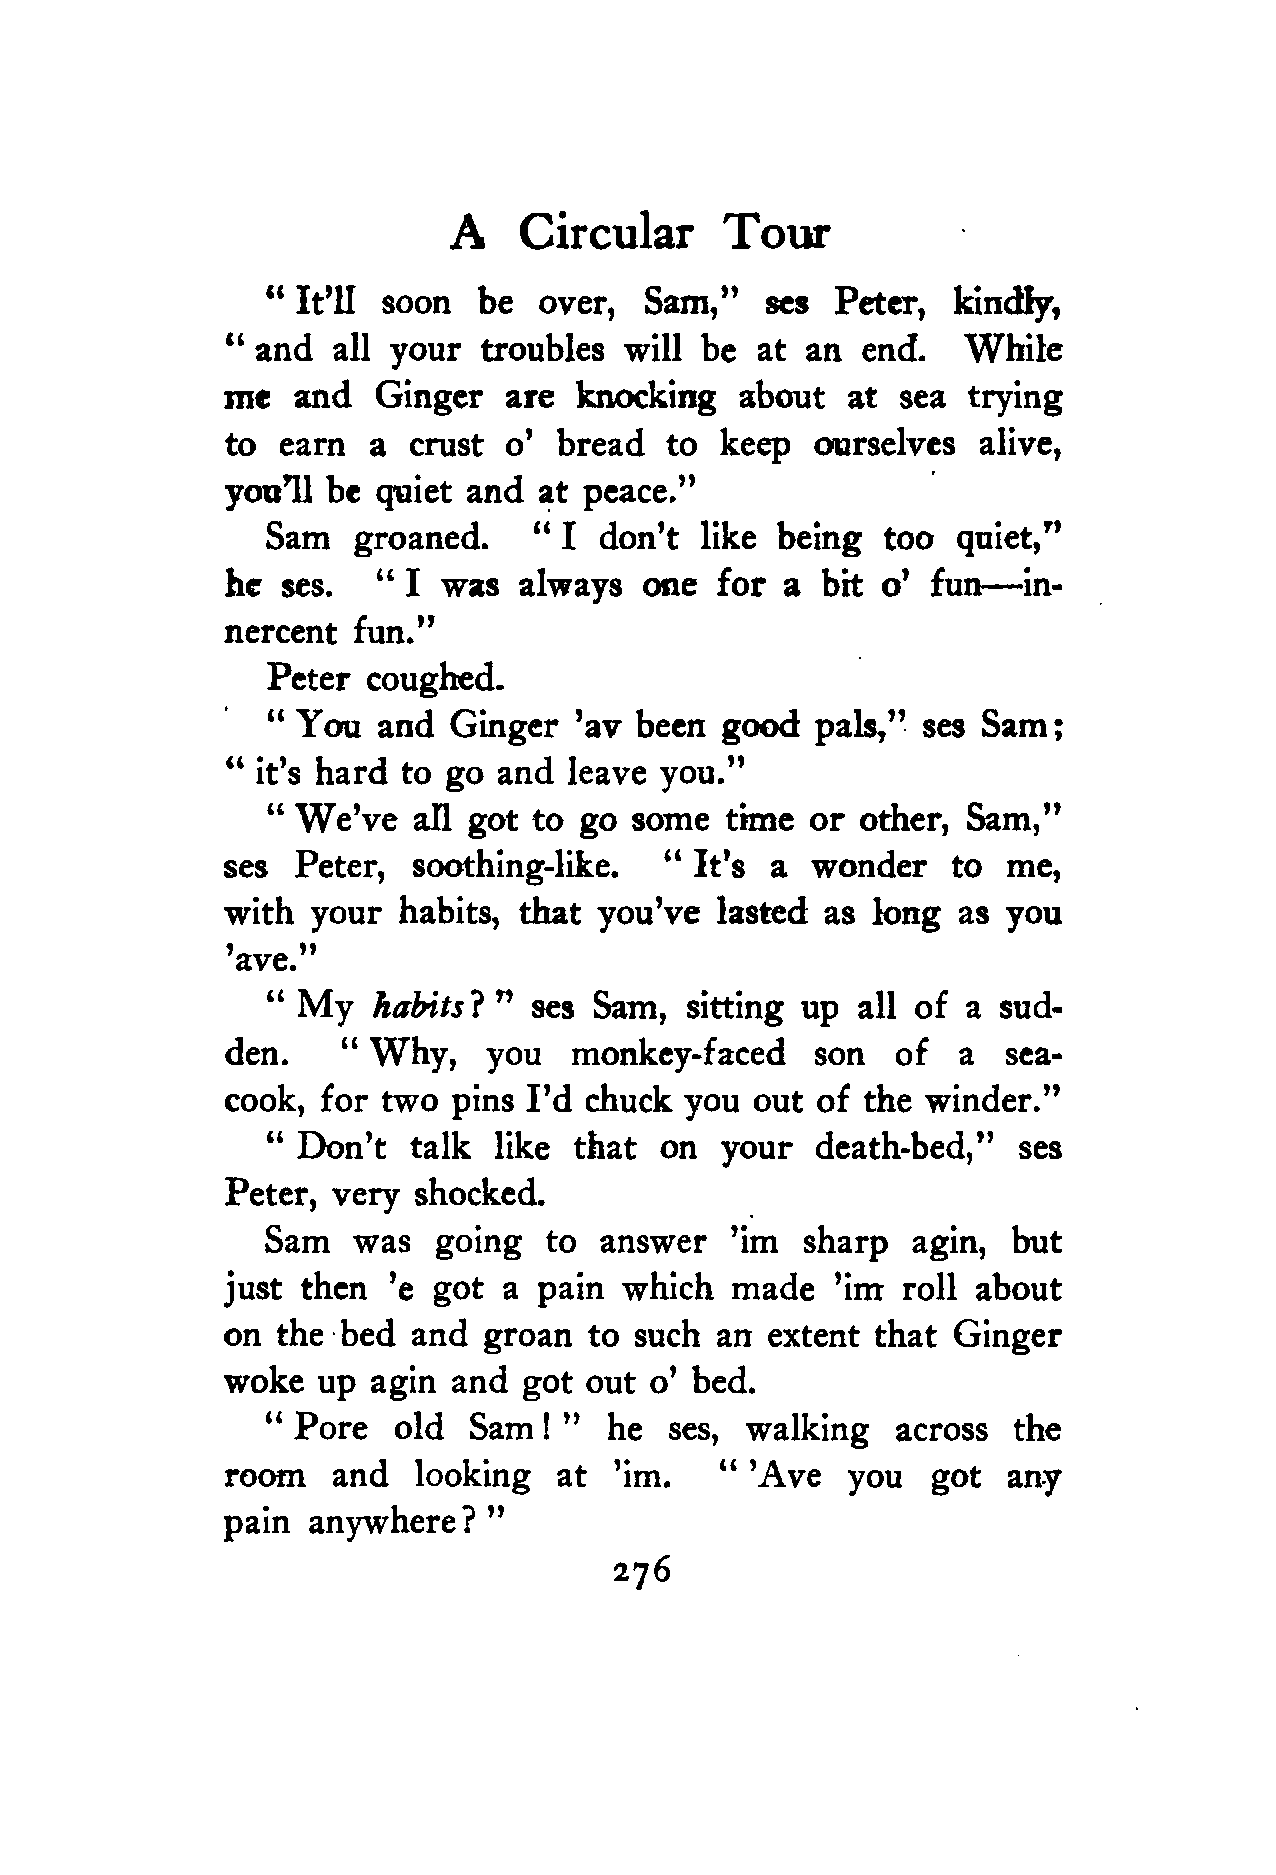 A Circular Tour
“ It’ll soon be over, Sam,” ses Peter, kindly,
“ and all your troubles will be at an end. While
me and Ginger are knocking about at sea trying
to earn a crust o’ bread to keep ourselves alive,
you’ll be quiet and at peace.”
Sam groaned. “ I don’t like being too quiet,”
he ses. “ I was always one for a bit o’ fun—in-
nercent fun.”
Peter coughed.
“ You and Ginger ’av been good pals,” ses Sam;
“ it’s hard to go and leave you.”
“ We’ve all got to go some time or other, Sam,”
ses Peter, soothing-like. “ It’s a wonder to me,
with your habits, that you’ve lasted as long as you
’ave.”
“ My habits? ” ses Sam, sitting up all of a sud-
den. “ Why, you monkey-faced son of a sea-
cook, for two pins I’d chuck you out of the winder.”
“ Don’t talk like that on your death-bed,” ses
Peter, very shocked.
Sam was going to answer ’im sharp agin, but
just then ’e got a pain which made ’im roll about
on the bed and groan to such an extent that Ginger
woke up agin and got out o’ bed.
“ Pore old Sam! ” he ses, walking across the
room and looking at ’im. “ ’Ave you got any
pain anywhere? ”
276